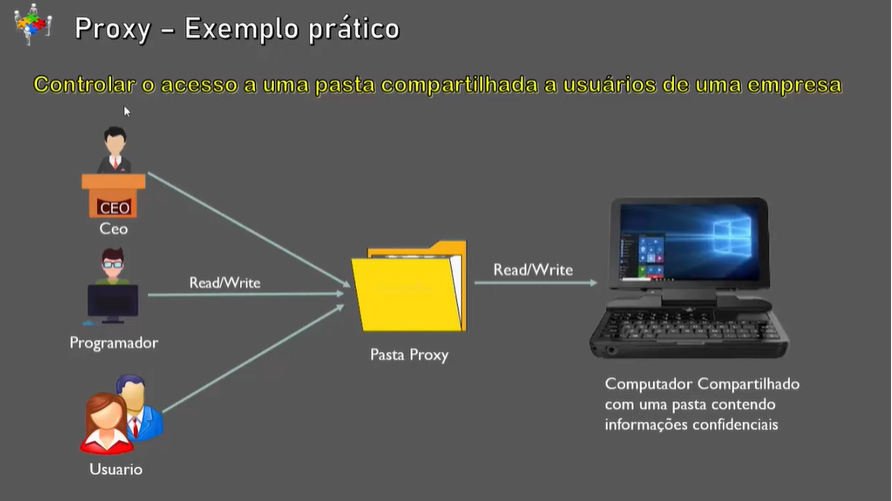 Proxy – Exemplo prático
Controlar o acesso a uma pasta compartilhada a usuários de uma empresa
CEO
Ceo
Read/Write
Programador
Usuario
Pasta Proxy
Read/Write
Computador Compartilhado
com uma pasta contendo
informações confidenciais